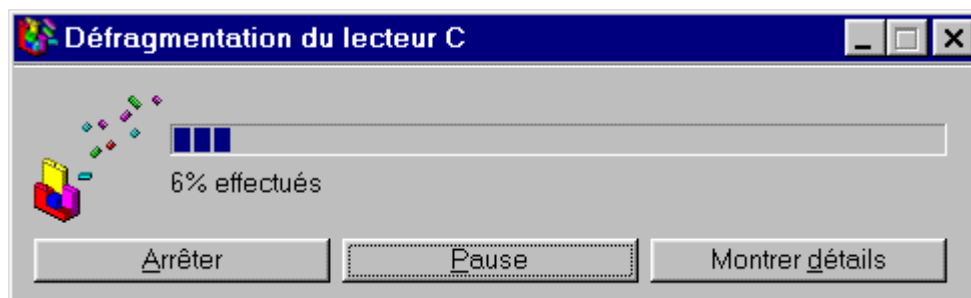 Défragmentation du lecteur C
6% effectués
Arrêter Pause Montrer détails